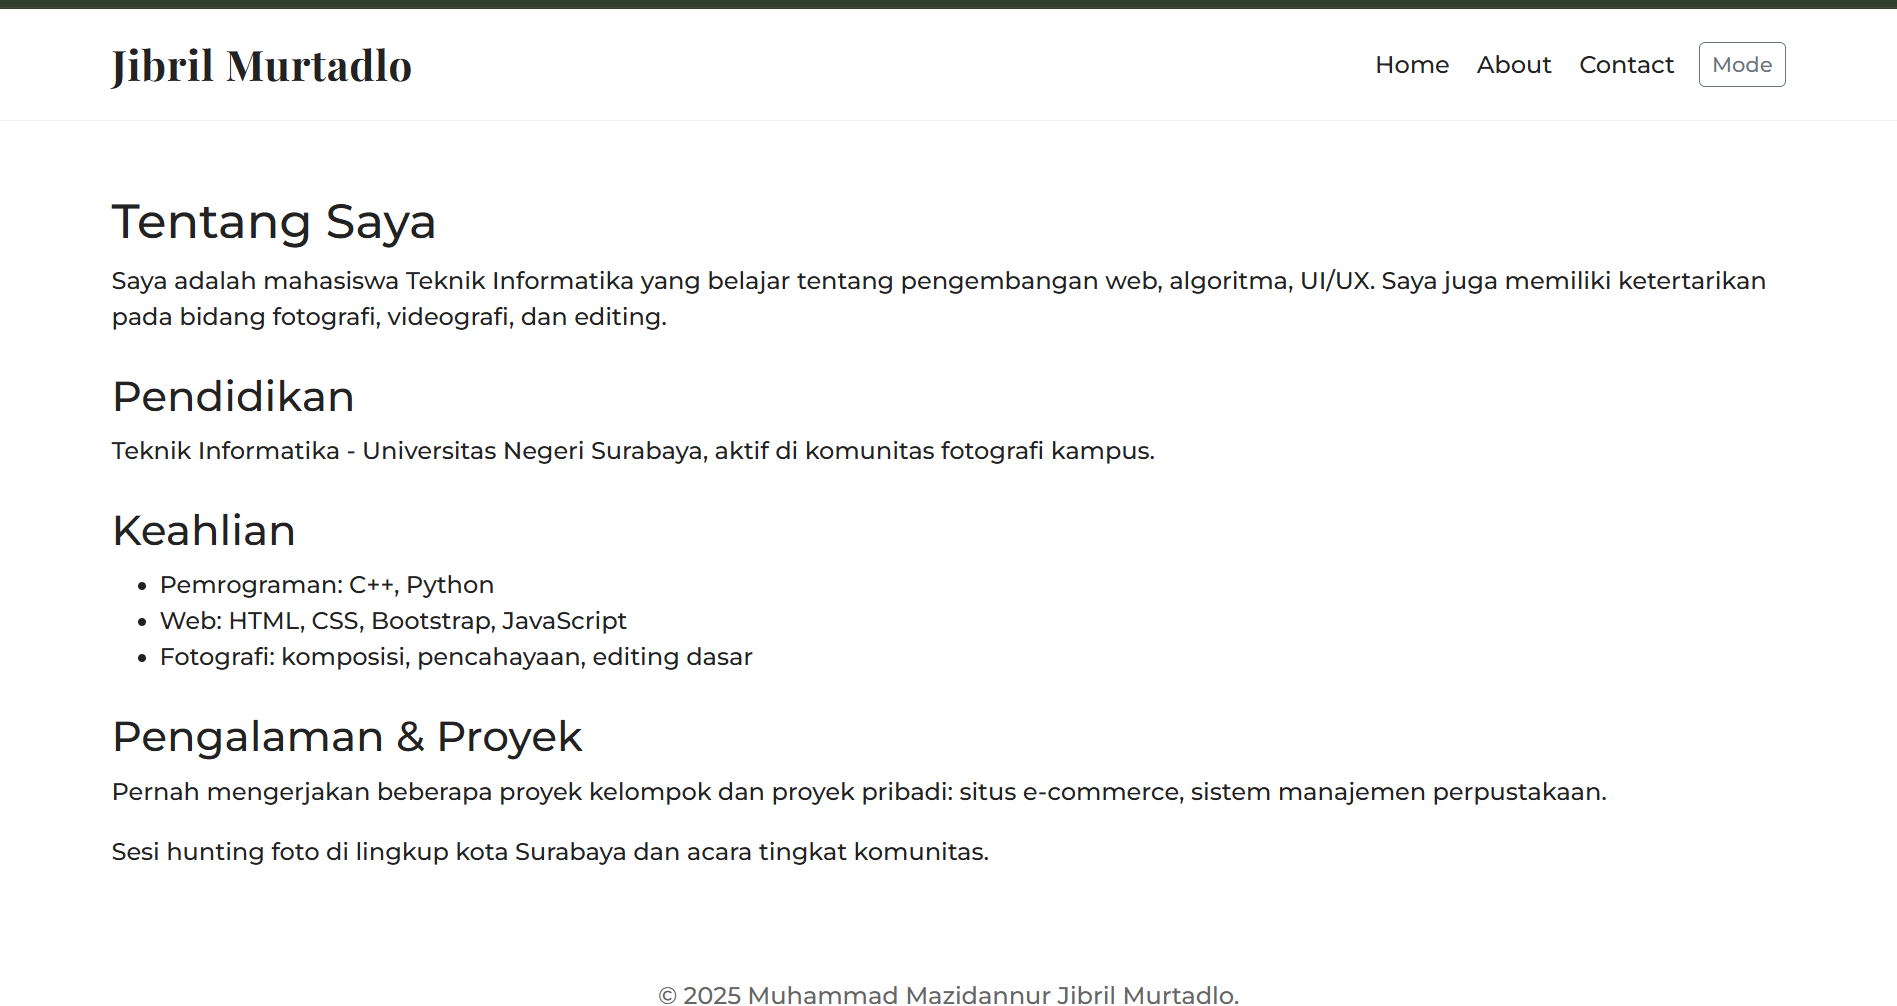 Jibril Murtadlo
Home About Contact Mode
Tentang Saya
Saya adalah mahasiswa Teknik Informatika yang belajar tentang pengembangan web, algoritma, UI/UX. Saya juga memiliki ketertarikan
pada bidang fotografi, videografi, dan editing.
Pendidikan
Teknik Informatika - Universitas Negeri Surabaya, aktif di komunitas fotografi kampus.
Keahlian
• Pemrograman: C++, Python
• Web: HTML, CSS, Bootstrap, JavaScript
• Fotografi: komposisi, pencahayaan, editing dasar
Pengalaman & Proyek
Pernah mengerjakan beberapa proyek kelompok dan proyek pribadi: situs e-commerce, sistem manajemen perpustakaan.
Sesi hunting foto di lingkup kota Surabaya dan acara tingkat komunitas.
© 2025 Muhammad Mazidannur Jibril Murtadlo.